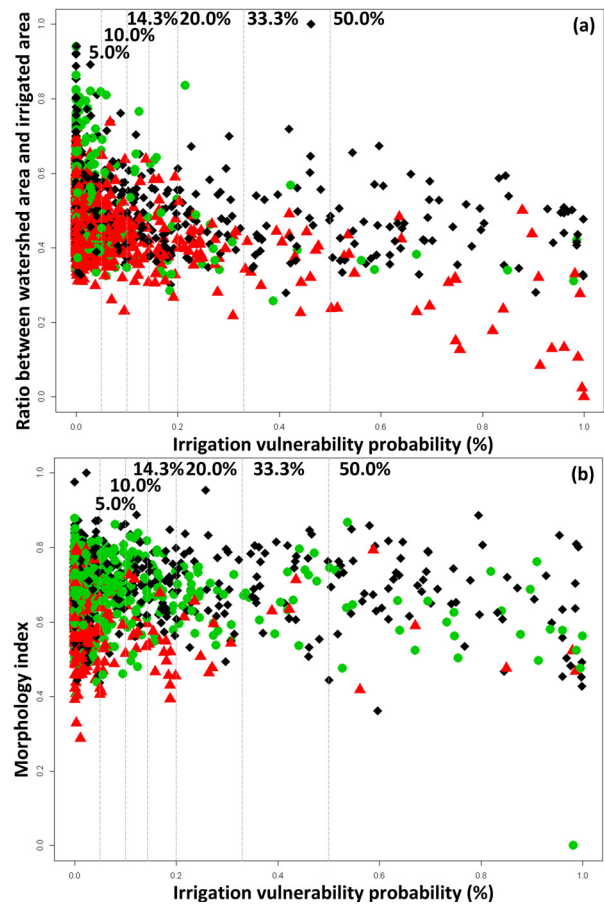 (a)
14.3% 20.0% 33.3% 50.0%
10.0%
5.0%
Ratio between watershed area and irrigated area
1.0
0.8
0.6
0.4
0.2
0.0
0.0 0.2 0.4 0.6 0.8 1.0
Irrigation vulnerability probability (%)
(b)
14.3% 20.0% 33.3% 50.0%
10.0%
5.0%
Morphology index
1.0
0.8
0.6
0.4
0.2
0.0
0.0 0.2 0.4 0.6 0.8 1.0
Irrigation vulnerability probability (%)